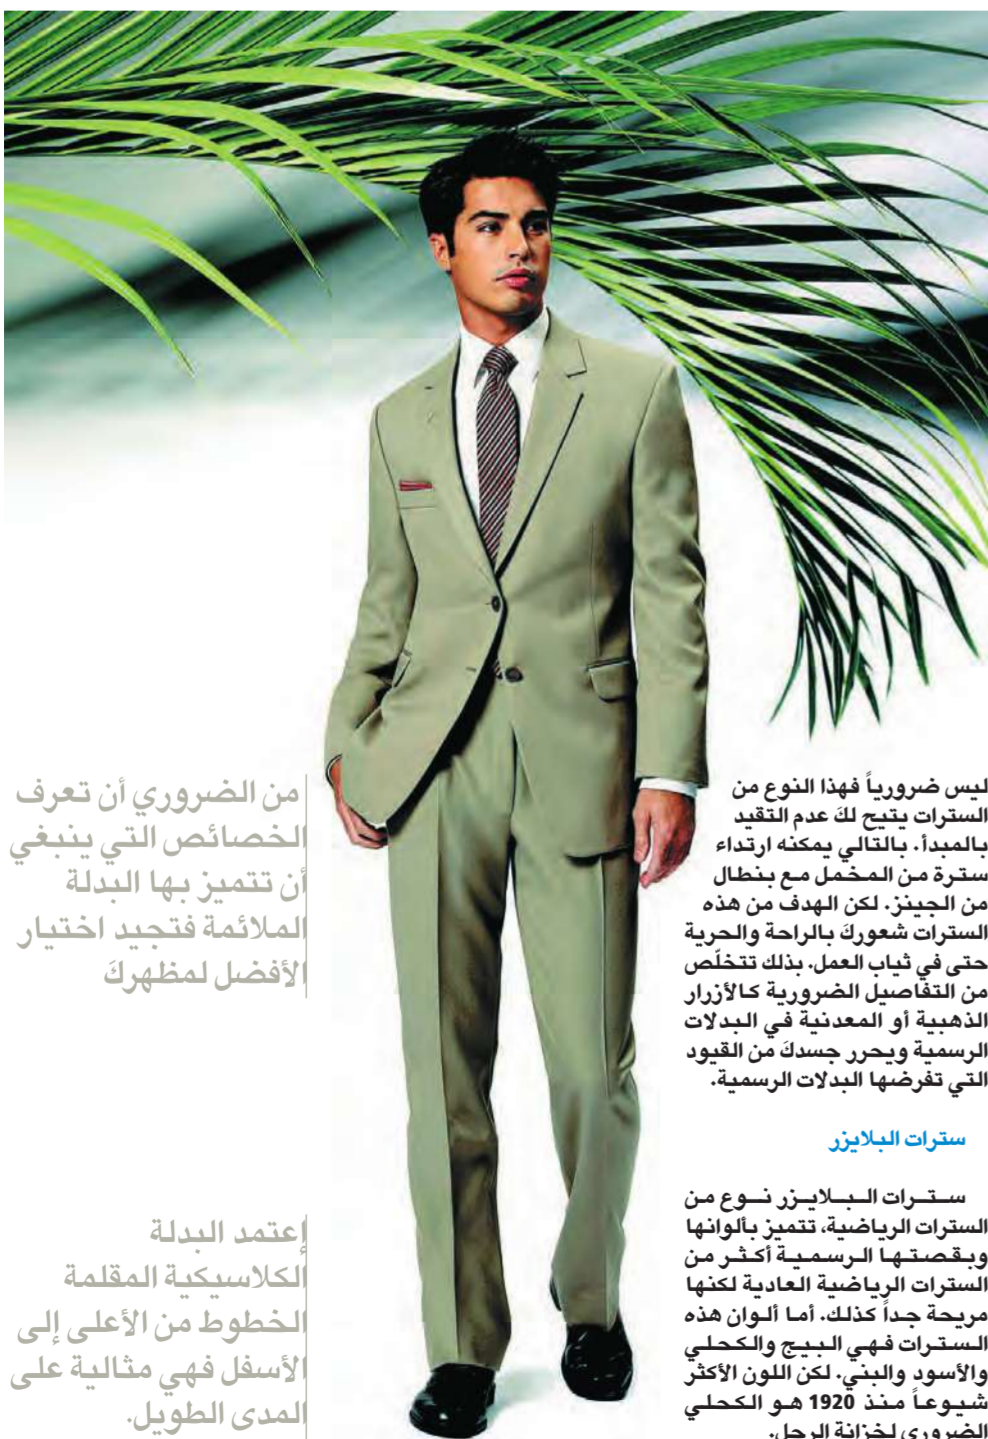 ليس ضرورياً فهذا النوع من
السترات يتيح لكَ عدم التقيد
بالمبدأ. بالتالي يمكنه ارتداء
سترة من المخمل مع بنطال
من الجينز. لكن الهدف من هذه
السترات شعوركَ بالراحة والحرية
حتى في ثياب العمل. بذلك تتخلّص
من التفاصيل الضرورية كالأزرار
الذهبية أو المعدنية في البدلات
الرسمية ويحرر جسدكَ من القيود
التي تفرضها البدلات الرسمية.
سترات البلايزر
سترات البلايزر نوع من
السترات الرياضية، تتميز بألوانها
وبقصتها الرسمية أكثر من
السترات الرياضية العادية لكنها
مريحة جداً كذلك. أما ألوان هذه
السترات فهي البيج والكحلي
والأسود والبني. لكن اللون الأكثر
شيوعاً منذ 1920 هو الكحلي
الضروري لخزانة الرجل.
من الضروري أن تعرف
الخصائص التي ينبغي
أن تتميز بها البدلة
الملائمة فتجيد اختيار
الأفضل لمظهركَ
إعتمد البدلة
الكلاسيكية المقلمة
الخطوط من الأعلى إلى
الأسفل فهي مثالية على
المدى الطويل.